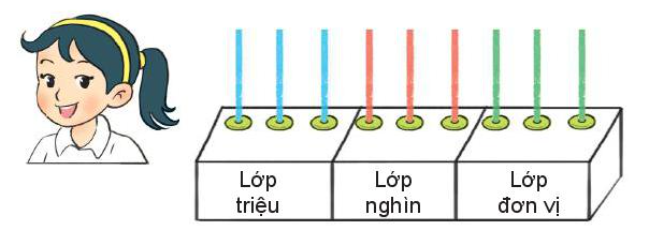 Lớp
triệu
Lớp
nghìn
Lớp
đơn vị